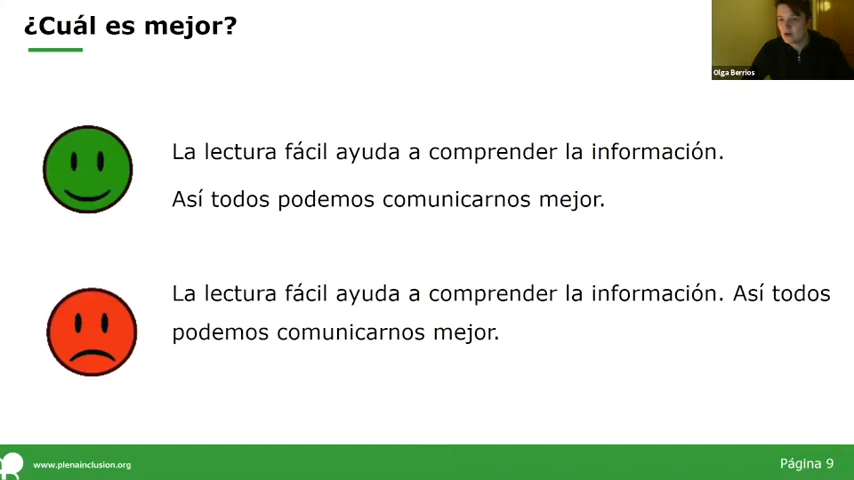 ¿Cuál es mejor?
Olga Berrios
La lectura fácil ayuda a comprender la información.
Así todos podemos comunicarnos mejor.
La lectura fácil ayuda a comprender la información. Así todos
podemos comunicarnos mejor.
www.plenainclusion.org
Página 9